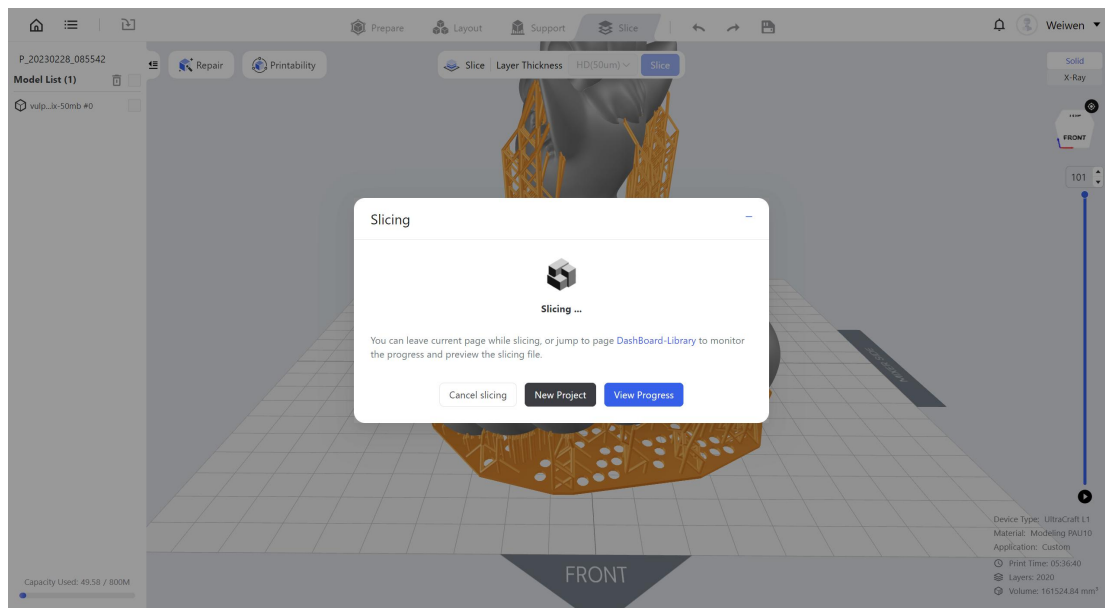 Prepare
Layout
Support
Slice
Weiwen
P_20230228_085542
Model List (1)
vulp...ix-50mb #0
Repair
Printability
Slice Layer Thickness HD(50um) Slice
Solid
X-Ray
FRONT
101
Slicing
Slicing ...
You can leave current page while slicing, or jump to page DashBoard-Library to monitor
the progress and preview the slicing file.
Cancel slicing
New Project
View Progress
FRONT
Device Type: UltraCraft L1
Material: Modeling PAU10
Application: Custom
Print Time: 05:36:40
Layers: 2020
Volume: 161524.84 mm³
Capacity Used: 49.58 / 800M